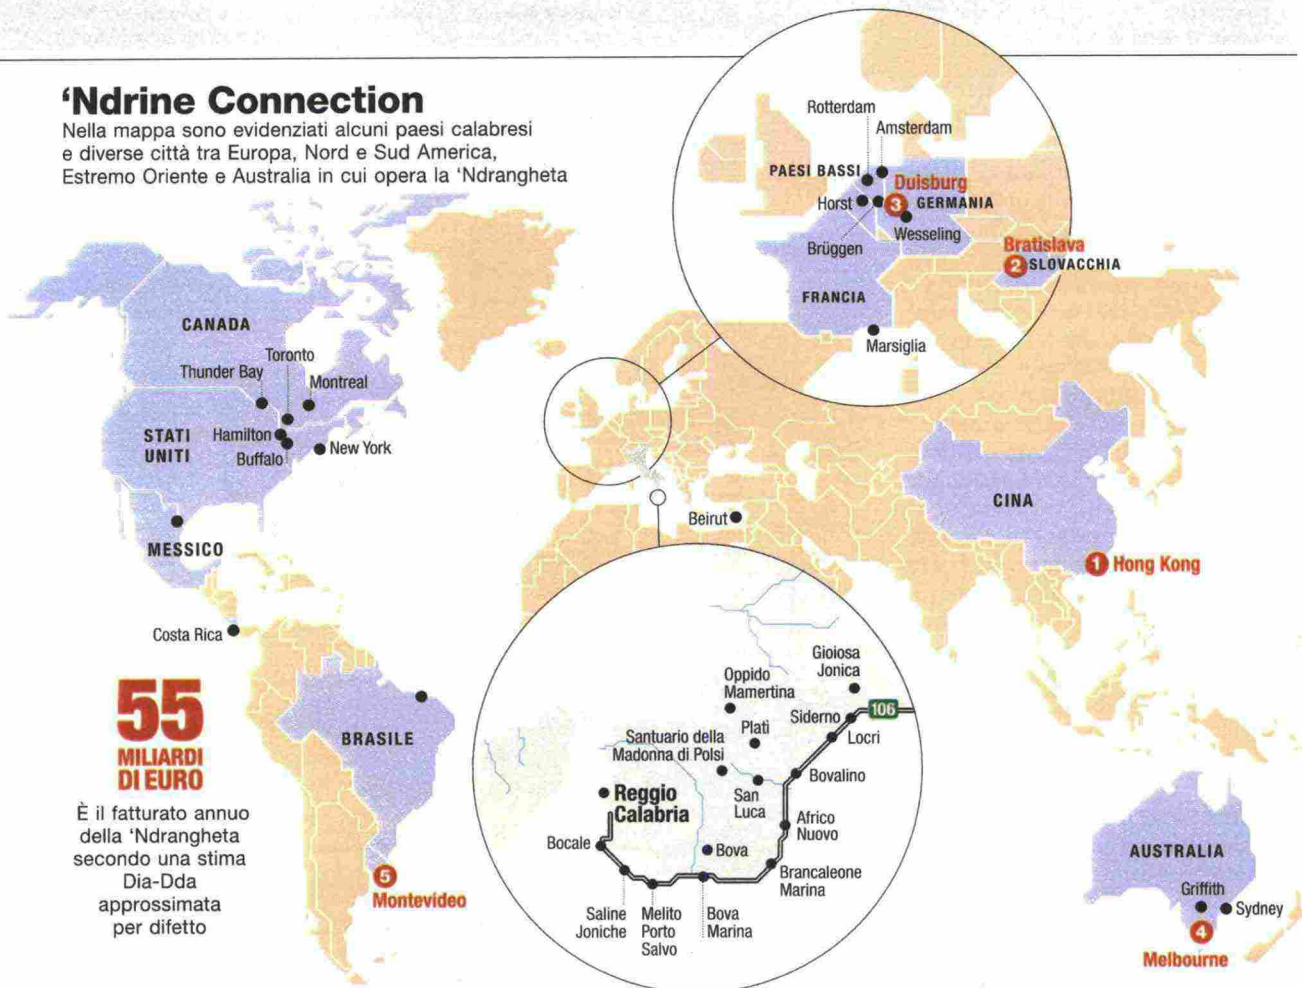 ‘Ndrine Connection
Nella mappa sono evidenziati alcuni paesi calabresi
e diverse città tra Europa, Nord e Sud America,
Estremo Oriente e Australia in cui opera la ‘Ndrangheta
Rotterdam
Amsterdam
PAESI BASSI
Duisburg
3
GERMANIA
Horst
Brüggen
Wesseling
Bratislava
2
SLOVACCHIA
FRANCIA
Marsiglia
CANADA
Toronto
Thunder Bay
Montreal
STATI
UNITI
Hamilton
Buffalo
New York
MESSICO
Costa Rica
Beirut
CINA
1
Hong Kong
55
MILIARDI
DI EURO
È il fatturato annuo
della ‘Ndrangheta
secondo una stima
Dia-Dda
approssimata
per difetto
BRASILE
5
Montevideo
Gioiosa
Jonica
Oppido
Mamertina
106
Siderno
Platì
Locri
Santuario della
Madonna di Polsi
Bovalino
San
Luca
Reggio
Calabria
Africo
Nuovo
Bocale
Bova
Brancaleone
Marina
Saline
Joniche
Melito
Porto
Salvo
Bova
Marina
AUSTRALIA
Griffith
Sydney
4
Melbourne